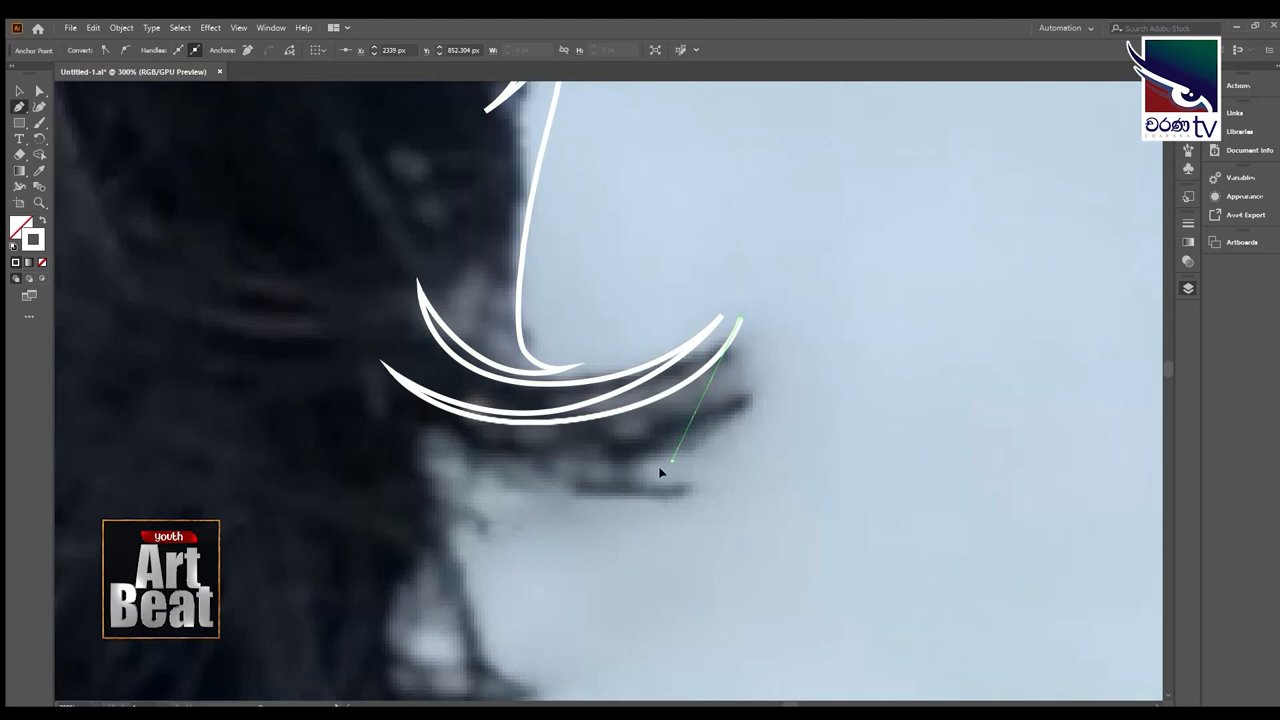 File Edit Object Type Select Effect View Window Help
Automation
Search Adobe Stock
Anchor Point Convert: Handles: Anchors: X: 2339 px Y: 852.304 px W: H:
Untitled-1.ai* @ 300% (RGB/GPU Preview) ×
Actions
Links
Libraries
Document Info
Variables
Appearance
Asset Export
Artboards
චරණ tv
CHARANA
youth
Art
Beat